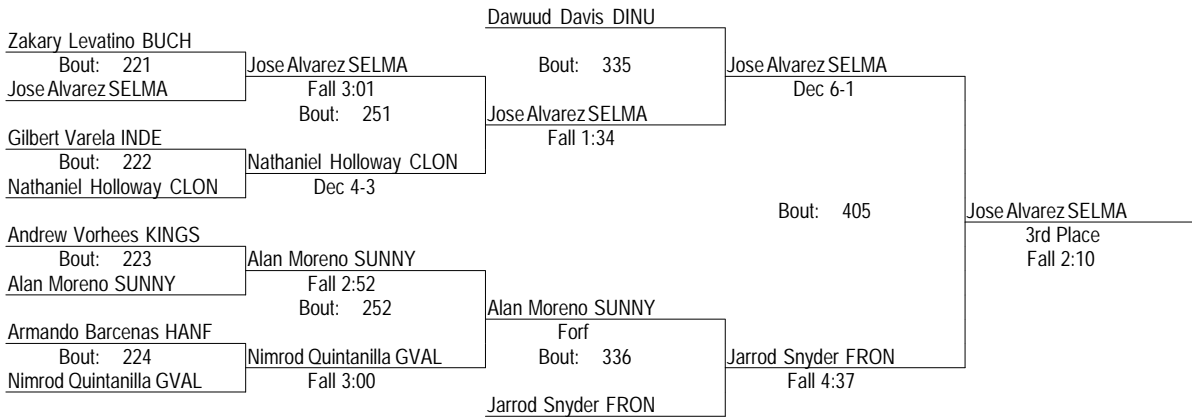 Dawuud Davis DINU
Zakary Levatino BUCH
Bout: 221
Jose Alvarez SELMA
Bout: 335
Jose Alvarez SELMA
Jose Alvarez SELMA
Fall 3:01
Dec 6-1
Bout: 251
Jose Alvarez SELMA
Gilbert Varela INDE
Fall 1:34
Bout: 222
Nathaniel Holloway CLON
Nathaniel Holloway CLON
Dec 4-3
Bout: 405
Jose Alvarez SELMA
Andrew Vorhees KINGS
3rd Place
Bout: 223
Alan Moreno SUNNY
Fall 2:10
Alan Moreno SUNNY
Fall 2:52
Bout: 252
Alan Moreno SUNNY
Armando Barcenas HANF
Forf
Bout: 224
Nimrod Quintanilla GVAL
Bout: 336
Jarrod Snyder FRON
Nimrod Quintanilla GVAL
Fall 3:00
Fall 4:37
Jarrod Snyder FRON